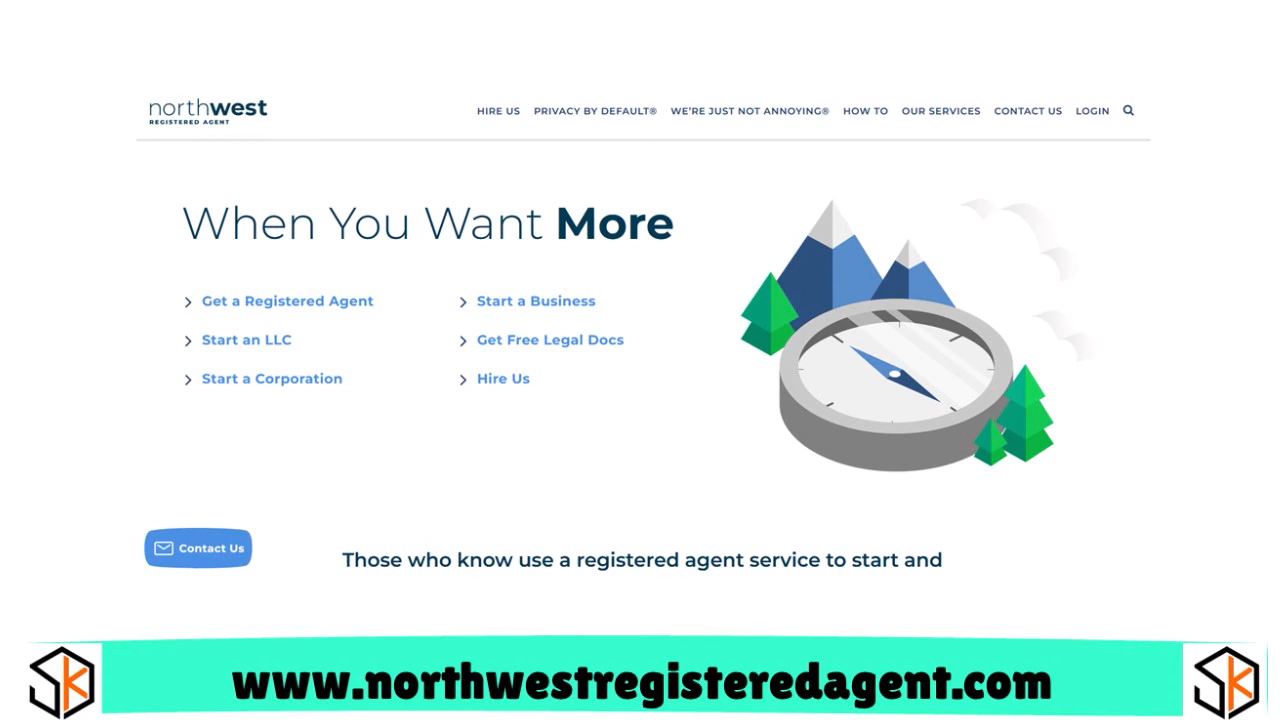 northwest
REGISTERED AGENT
HIRE US PRIVACY BY DEFAULT® WE'RE JUST NOT ANNOYING® HOW TO OUR SERVICES CONTACT US LOGIN
When You Want More
Get a Registered Agent
Start a Business
Start an LLC
Get Free Legal Docs
Start a Corporation
Hire Us
Contact Us
Those who know use a registered agent service to start and
SK
www.northwestregisteredagent.com
SK